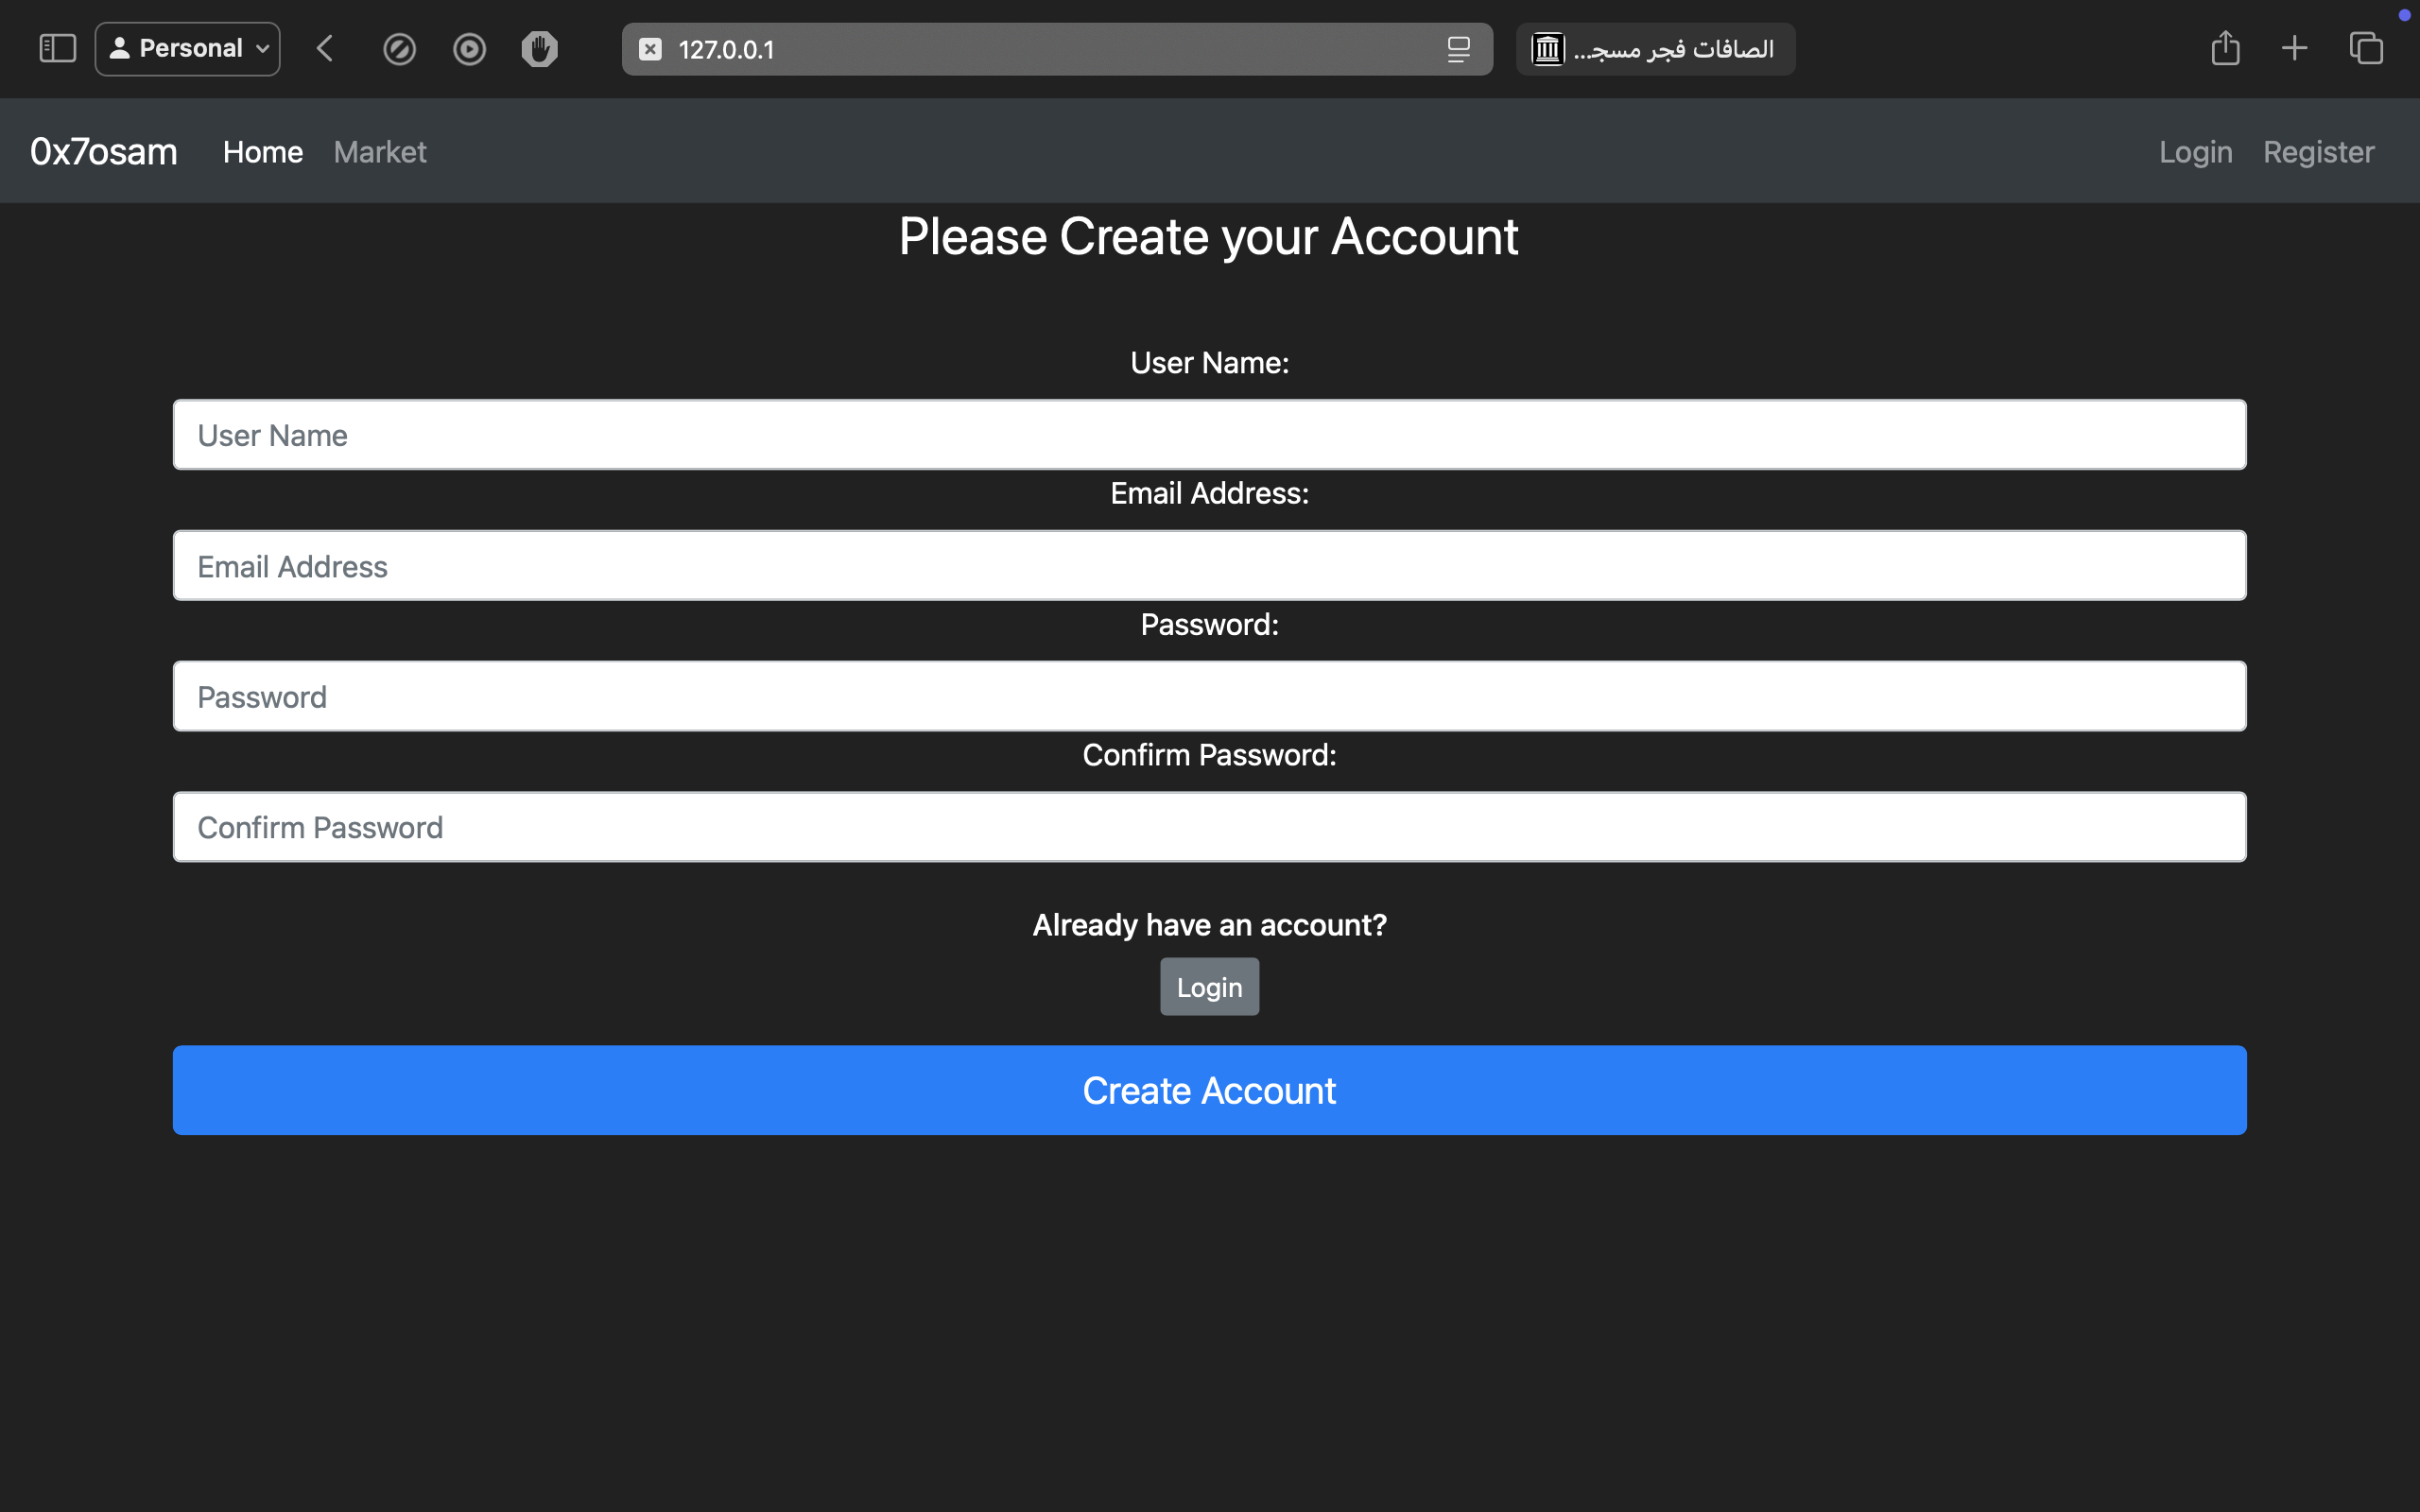 Personal
127.0.0.1
الصافات فجر مسجـ...
0x7osam Home Market Login Register
Please Create your Account
User Name:
User Name
Email Address:
Email Address
Password:
Password
Confirm Password:
Confirm Password
Already have an account?
Login
Create Account